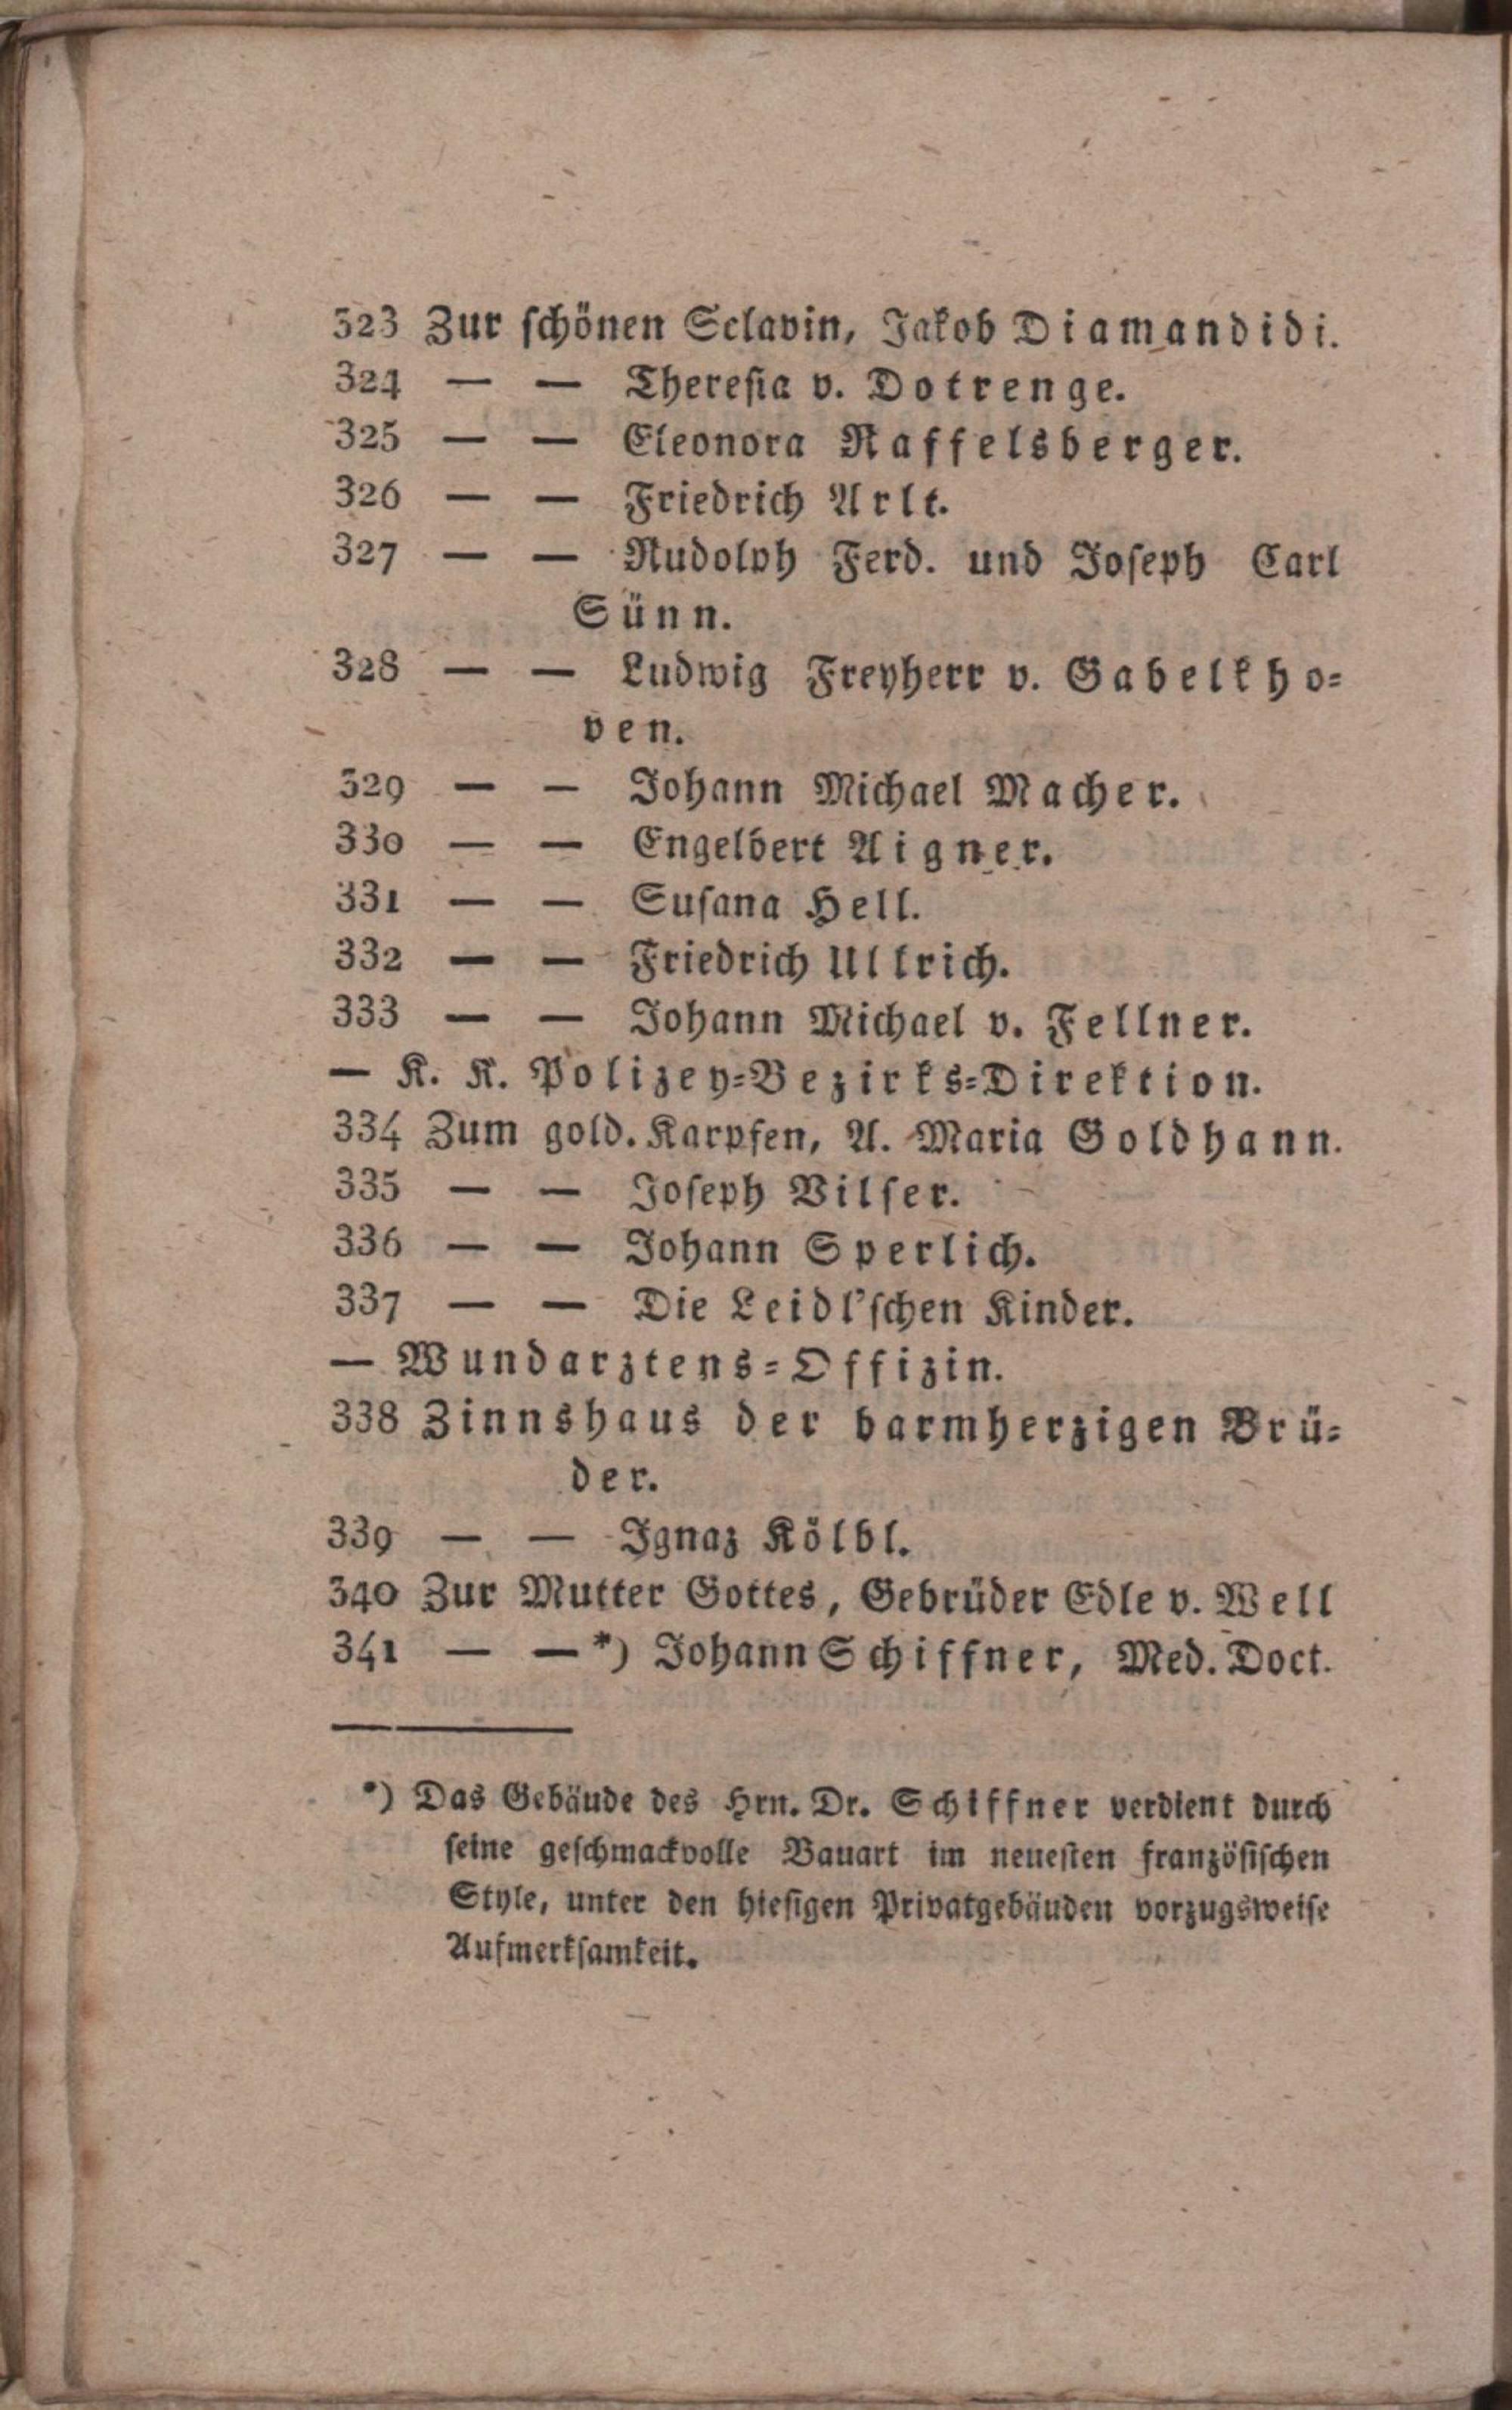 323 Zur schönen Sclavin, Jakob Diamandidi.
324 — — Theresia v. Dotrenge.
325 — — Eleonora Raffelsberger.
326 — — Friedrich Arlt.
327 — — Rudolph Ferd. und Joseph Carl
Sünn.
328 — — Ludwig Freyherr v. Gabelkho-
ven.
329 — — Johann Michael Macher.
330 — — Engelbert Aigner.
331 — — Susana Hell.
332 — — Friedrich Ullrich.
333 — — Johann Michael v. Fellner.
— K. K. Polizey-Bezirks-Direktion.
334 Zum gold. Karpfen, A. Maria Goldhann.
335 — — Joseph Vilser.
336 — — Johann Sperlich.
337 — — Die Leidl'schen Kinder.
— Wundarztens-Offizin.
338 Zinnshaus der barmherzigen Brü-
der.
339 — — Ignaz Kölbl.
340 Zur Mutter Gottes, Gebrüder Edle v. Well
341 — — *) Johann Schiffner, Med. Doct.
*) Das Gebäude des Hrn. Dr. Schiffner verdient durch
seine geschmackvolle Bauart im neuesten französischen
Style, unter den hiesigen Privatgebäuden vorzugsweise
Aufmerksamkeit.